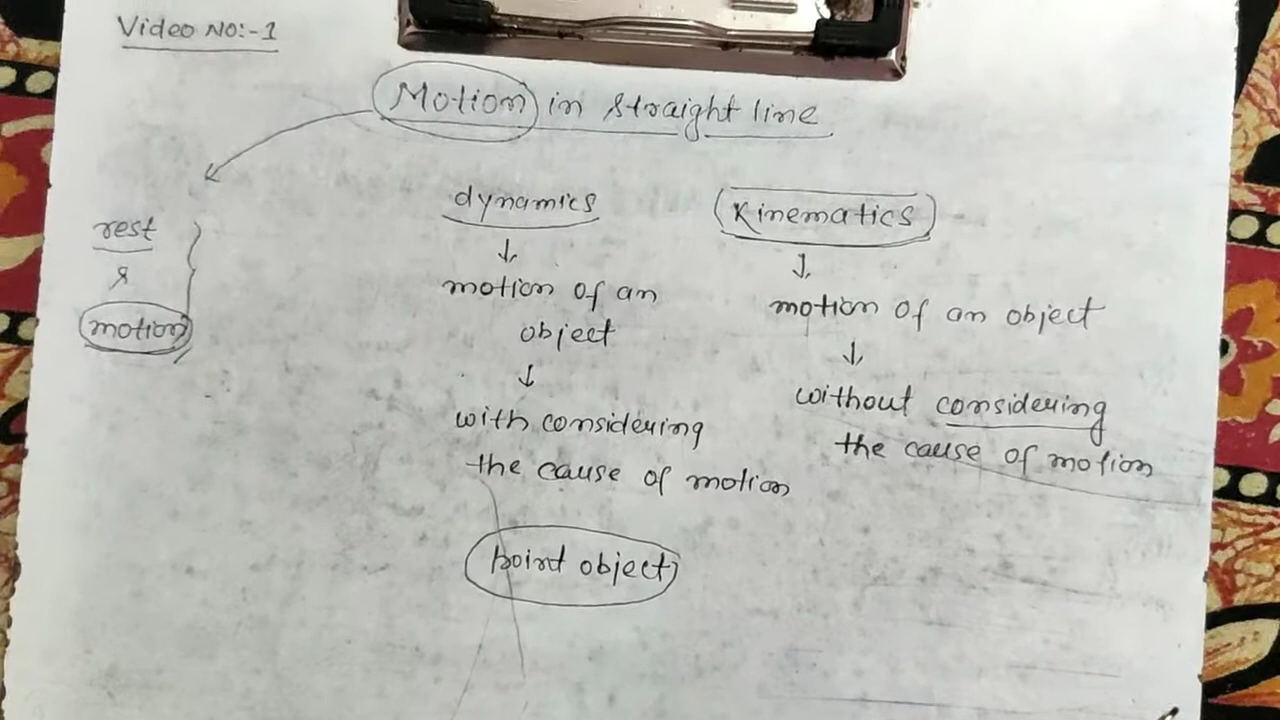 Video No:-1
Motion in straight line
rest
&
motion
dynamics
↓
motion of an
object
↓
with considering
the cause of motion
Kinematics
↓
motion of an object
↓
without considering
the cause of motion
point object